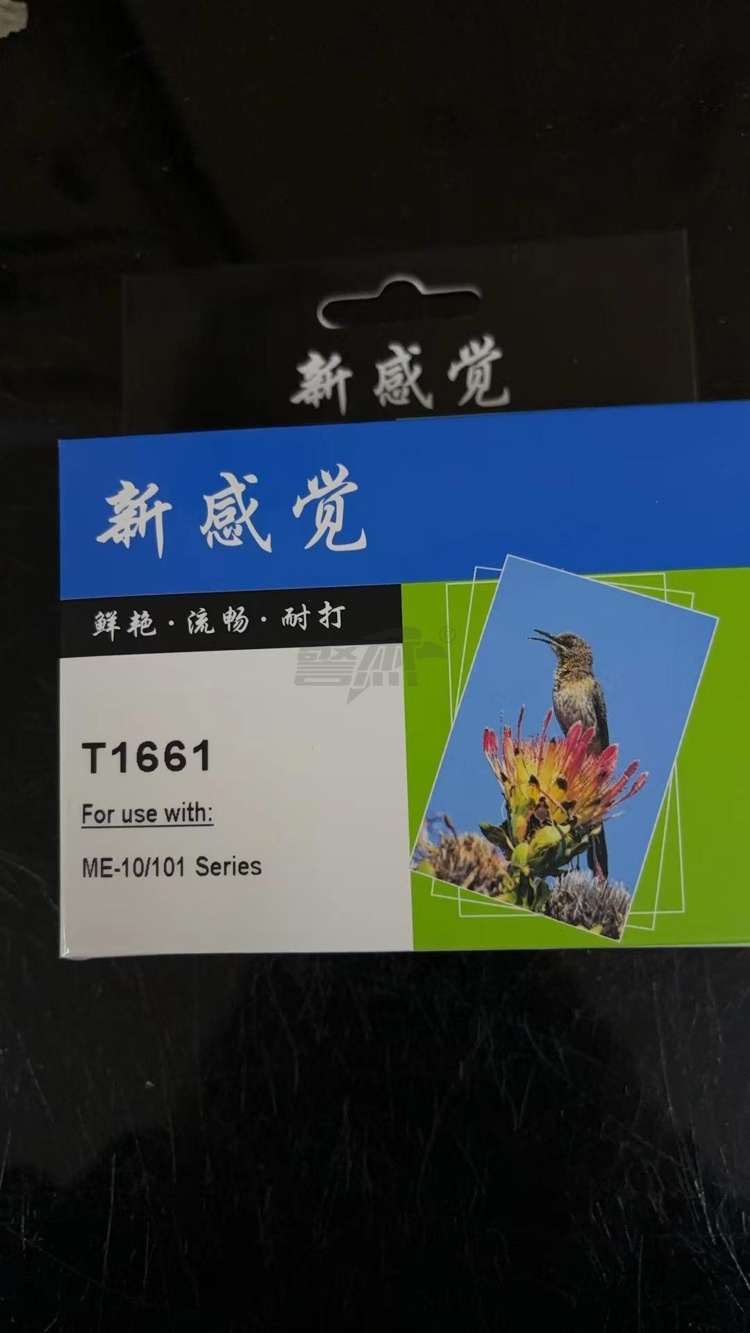 新感觉
新感觉
鲜艳·流畅·耐打
警杰®
T1661
For use with:
ME-10/101 Series